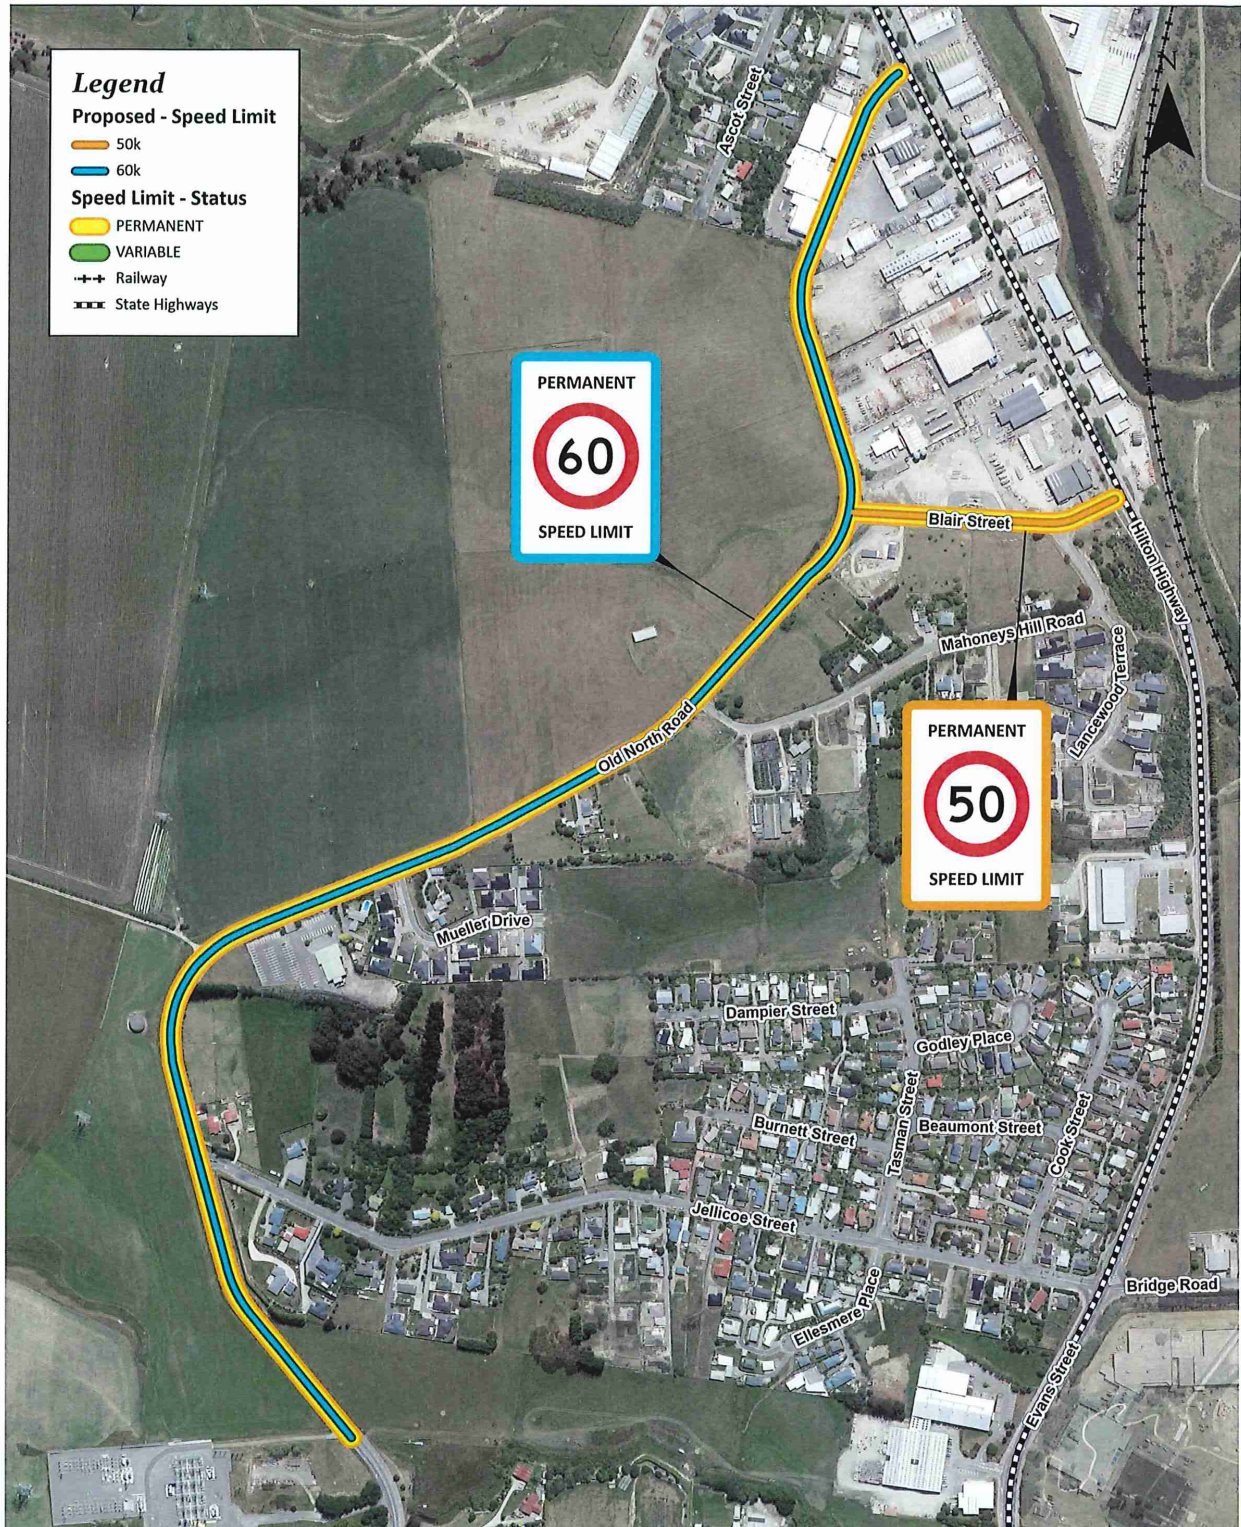 Legend
Proposed - Speed Limit
50k
60k
Speed Limit - Status
PERMANENT
VARIABLE
Railway
State Highways
Ascot Street
N
PERMANENT
60
SPEED LIMIT
Blair Street
Hilton Highway
Mahoneys Hill Road
Lancewood Terrace
Old North Road
PERMANENT
50
SPEED LIMIT
Mueller Drive
Dampier Street
Godley Place
Tasman Street
Burnett Street
Beaumont Street
Cook Street
Jellicoe Street
Ellesmere Place
Bridge Road
Evans Street